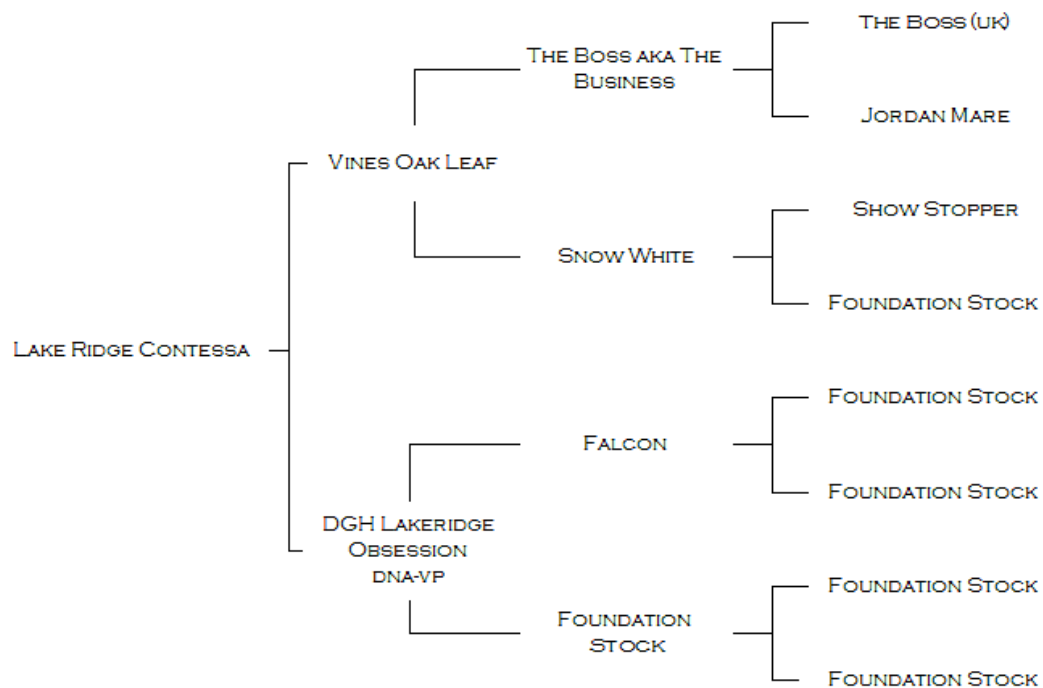 The Boss (uk)
The Boss aka The
Business
Jordan Mare
Vines Oak Leaf
Show Stopper
Snow White
Foundation Stock
Lake Ridge Contessa
Foundation Stock
Falcon
Foundation Stock
DGH Lakeridge
Obsession
DNA-VP
Foundation Stock
Foundation
Stock
Foundation Stock